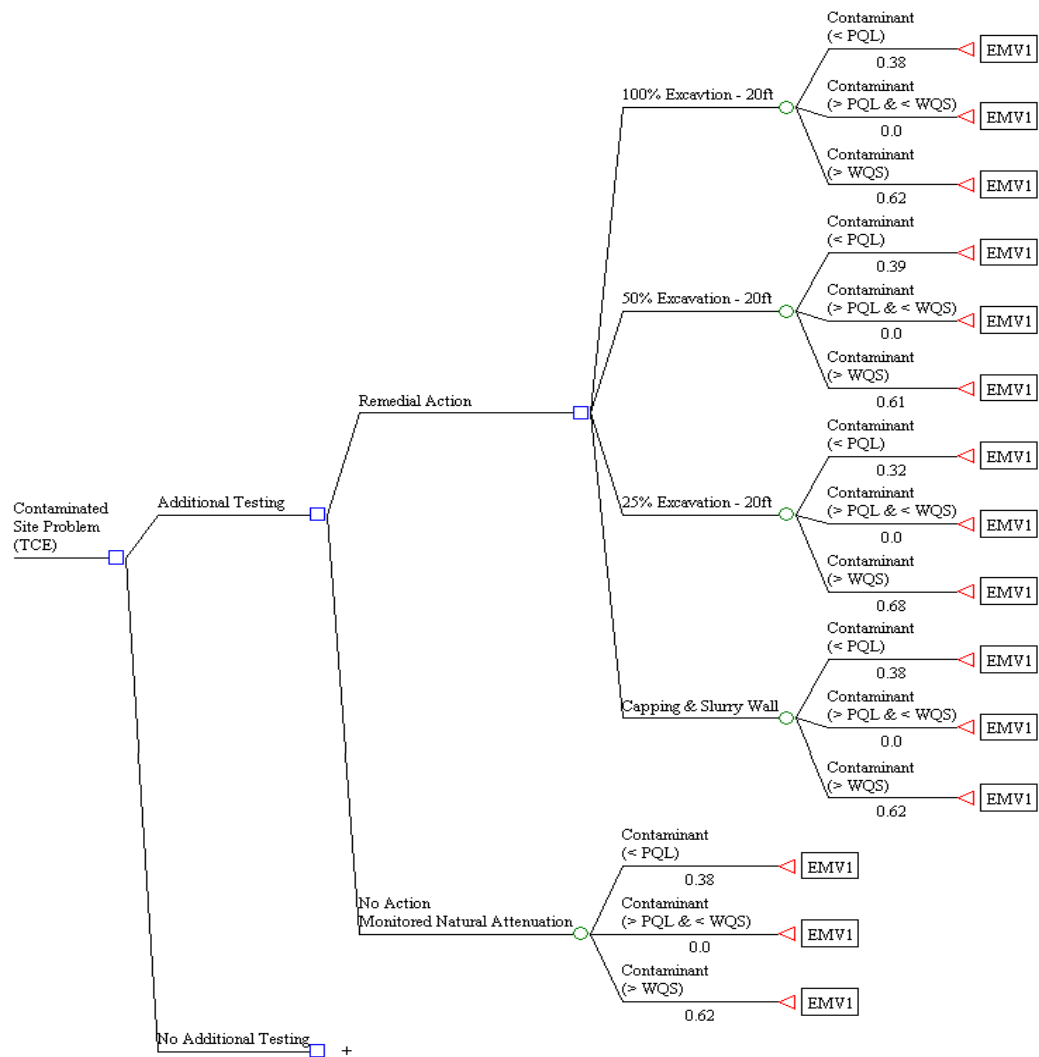 Contaminant
(< PQL)
0.38
EMV1
Contaminant
(> PQL & < WQS)
0.0
EMV1
Contaminant
(> WQS)
0.62
EMV1
100% Excavtion - 20ft
Contaminant
(< PQL)
0.39
EMV1
Contaminant
(> PQL & < WQS)
0.0
EMV1
Contaminant
(> WQS)
0.61
EMV1
50% Excavation - 20ft
Remedial Action
Contaminant
(< PQL)
0.32
EMV1
Contaminant
(> PQL & < WQS)
0.0
EMV1
Contaminant
(> WQS)
0.68
EMV1
25% Excavation - 20ft
Contaminated
Site Problem
(TCE)
Additional Testing
Contaminant
(< PQL)
0.38
EMV1
Contaminant
(> PQL & < WQS)
0.0
EMV1
Contaminant
(> WQS)
0.62
EMV1
Capping & Slurry Wall
Contaminant
(< PQL)
0.38
EMV1
Contaminant
(> PQL & < WQS)
0.0
EMV1
Contaminant
(> WQS)
0.62
EMV1
No Action
Monitored Natural Attenuation
No Additional Testing
+